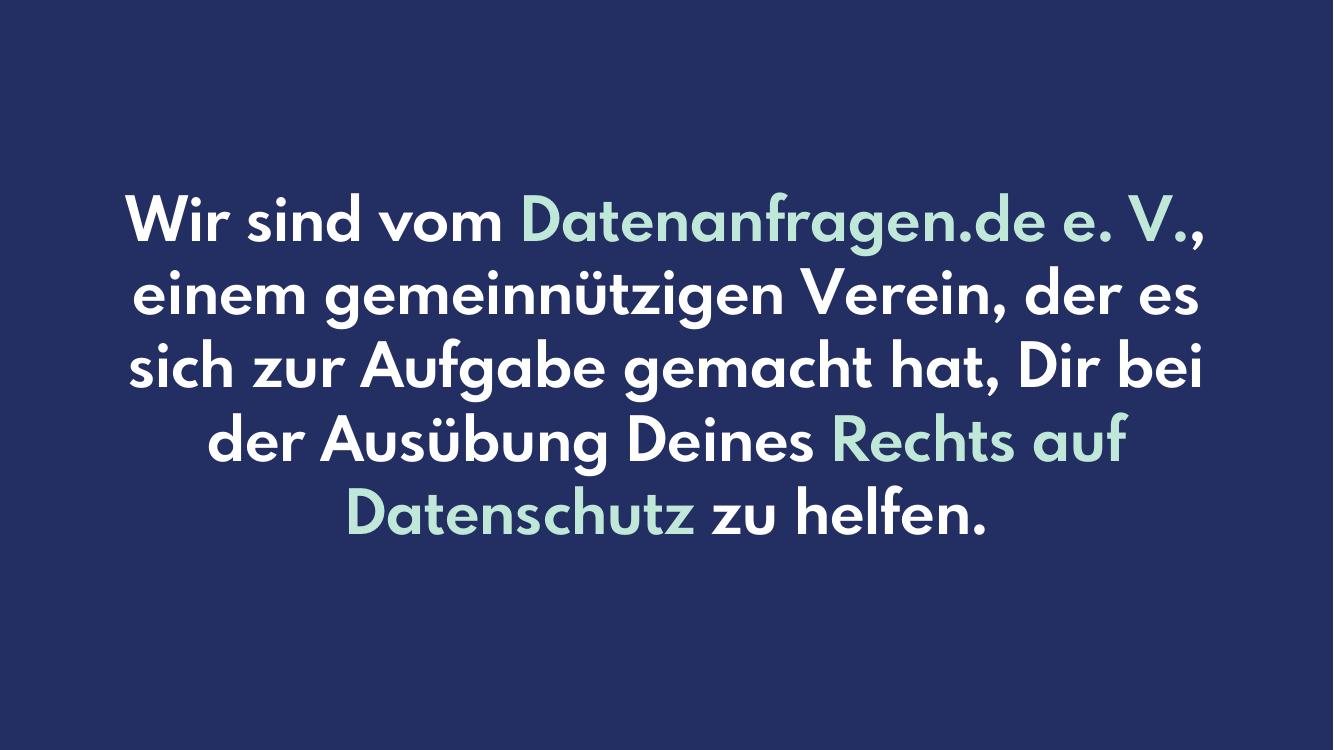 Wir sind vom Datenanfragen.de e. V.,
einem gemeinnützigen Verein, der es
sich zur Aufgabe gemacht hat, Dir bei
der Ausübung Deines Rechts auf
Datenschutz zu helfen.